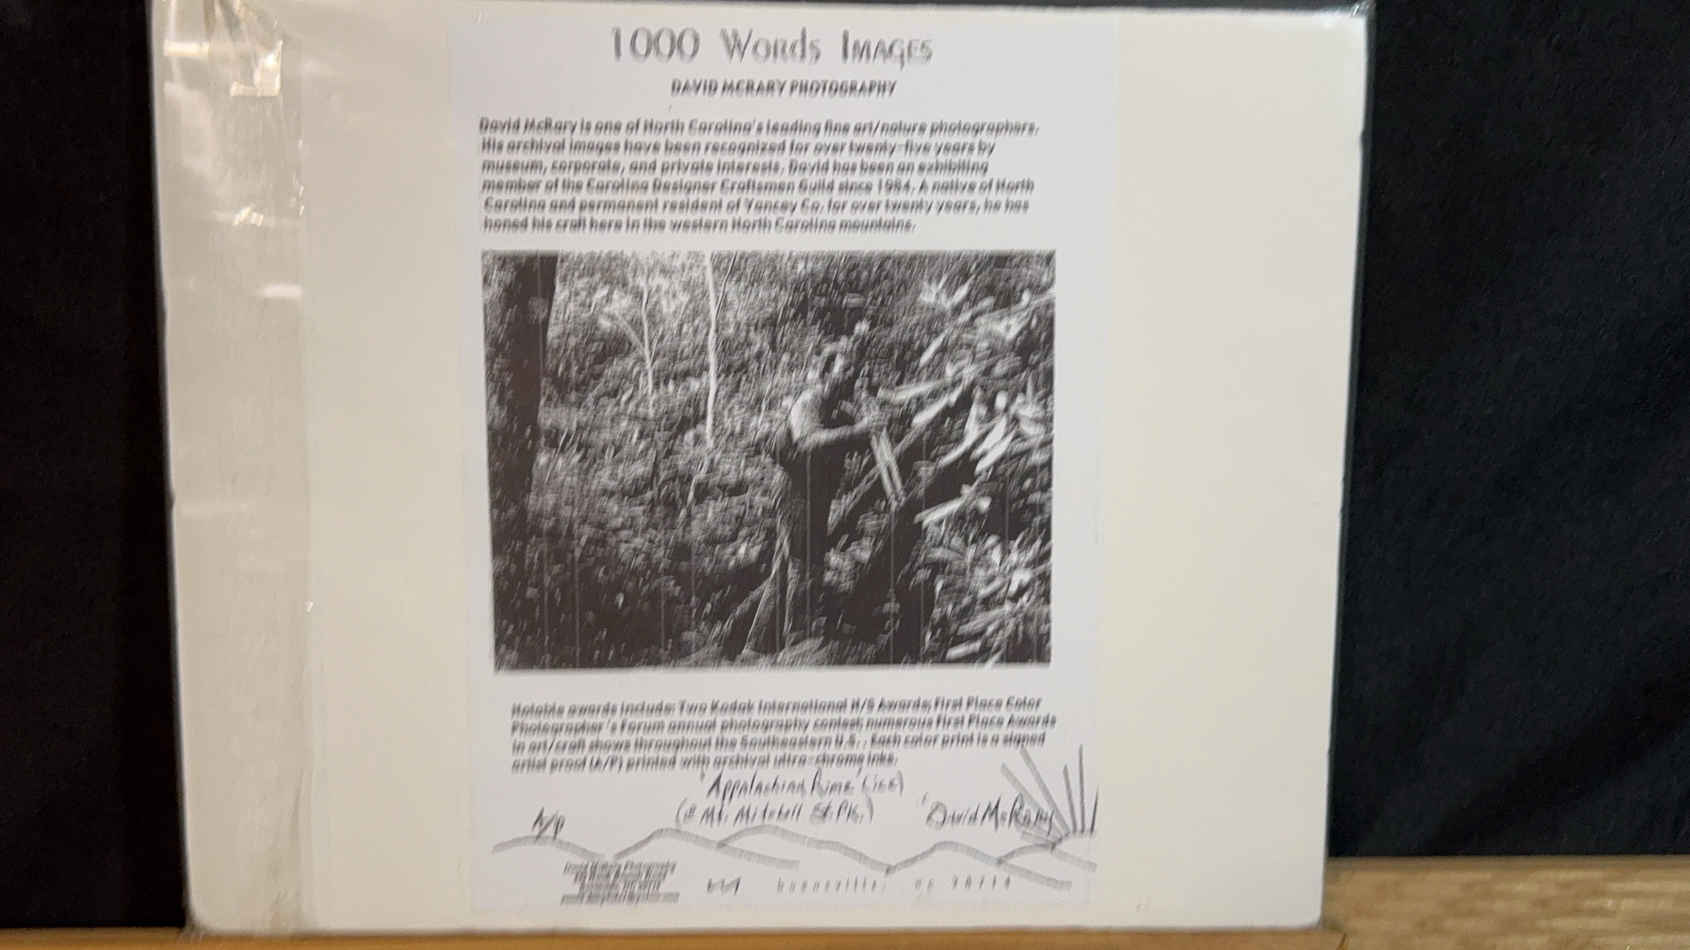 1000 Words IMAGES
DAVID MCRARY PHOTOGRAPHY
David McRary is one of North Carolina's leading fine art/nature photographers.
His archival images have been recognized for over twenty-five years by
museum, corporate, and private interests. David has been an exhibiting
member of the Carolina Designer Craftsmen Guild since 1984. A native of North
Carolina and permanent resident of Yancey Co. for over twenty years, he has
honed his craft here in the western North Carolina mountains.
Notable awards include: Two Kodak International N/S Awards; First Place Color
Photographer's Forum annual photography contest; numerous First Place Awards
in art/craft shows throughout the Southeastern U.S.. Each color print is a signed
artist proof (A/P) printed with archival ultra-chrome inks.
'Appalachian Rime' (ice)
(@ Mt. Mitchell St. Pk.)
A/P
David McRary
David McRary Photography
burnsville, nc 28714